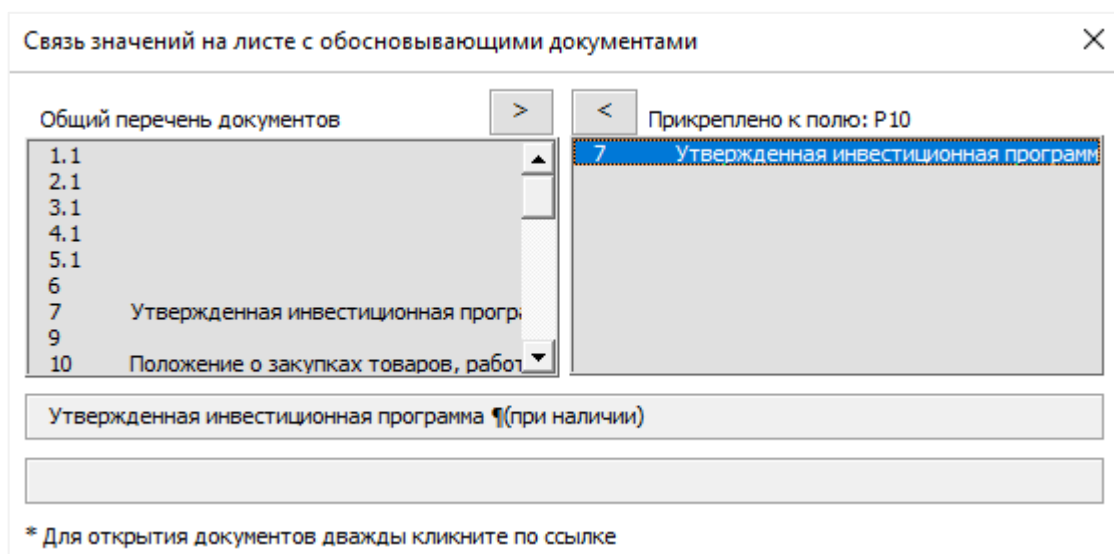 Связь значений на листе с обосновывающими документами
Общий перечень документов > < Прикреплено к полю: P10
1.1
2.1
3.1
4.1
5.1
6
7 Утвержденная инвестиционная програ
9
10 Положение о закупках товаров, работ
7 Утвержденная инвестиционная программ
Утвержденная инвестиционная программа ¶(при наличии)
* Для открытия документов дважды кликните по ссылке